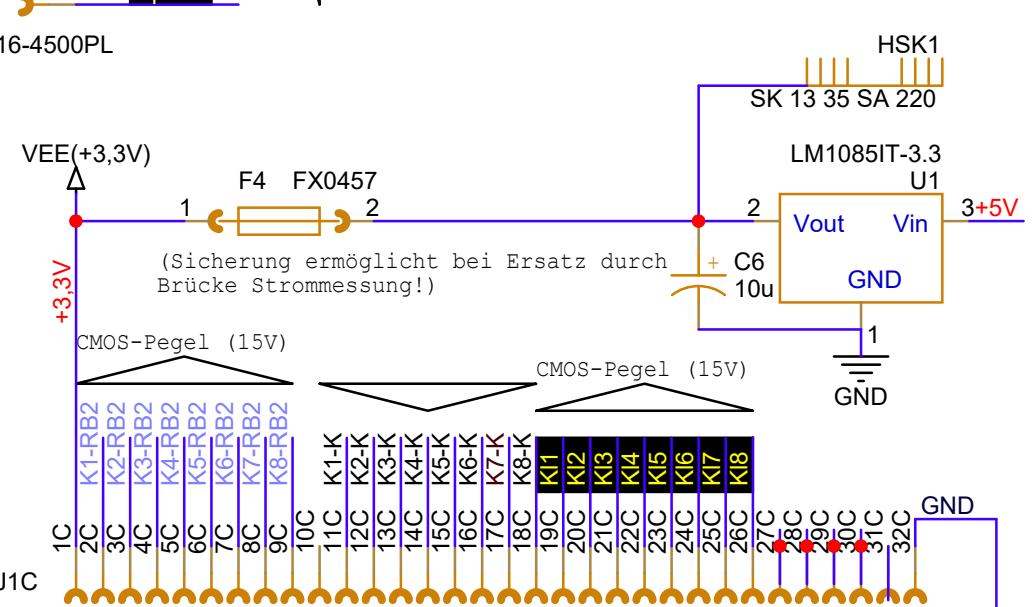 16-4500PL
HSK1
SK 13 35 SA 220
VEE(+3,3V)
LM1085IT-3.3
F4 FX0457
U1
1 2 2 3 +5V
Vout Vin
(Sicherung ermöglicht bei Ersatz durch
Brücke Strommessung!)
+ C6
10u
GND
+3,3V
1
GND
CMOS-Pegel (15V)
CMOS-Pegel (15V)
K1-RB2
K2-RB2
K3-RB2
K4-RB2
K5-RB2
K6-RB2
K7-RB2
K8-RB2
K1-K
K2-K
K3-K
K4-K
K5-K
K6-K
K7-K
K8-K
KI1
KI2
KI3
KI4
KI5
KI6
KI7
KI8
GND
1C
2C
3C
4C
5C
6C
7C
8C
9C
10C
11C
12C
13C
14C
15C
16C
17C
18C
19C
20C
21C
22C
23C
24C
25C
26C
27C
28C
29C
30C
31C
32C
J1C